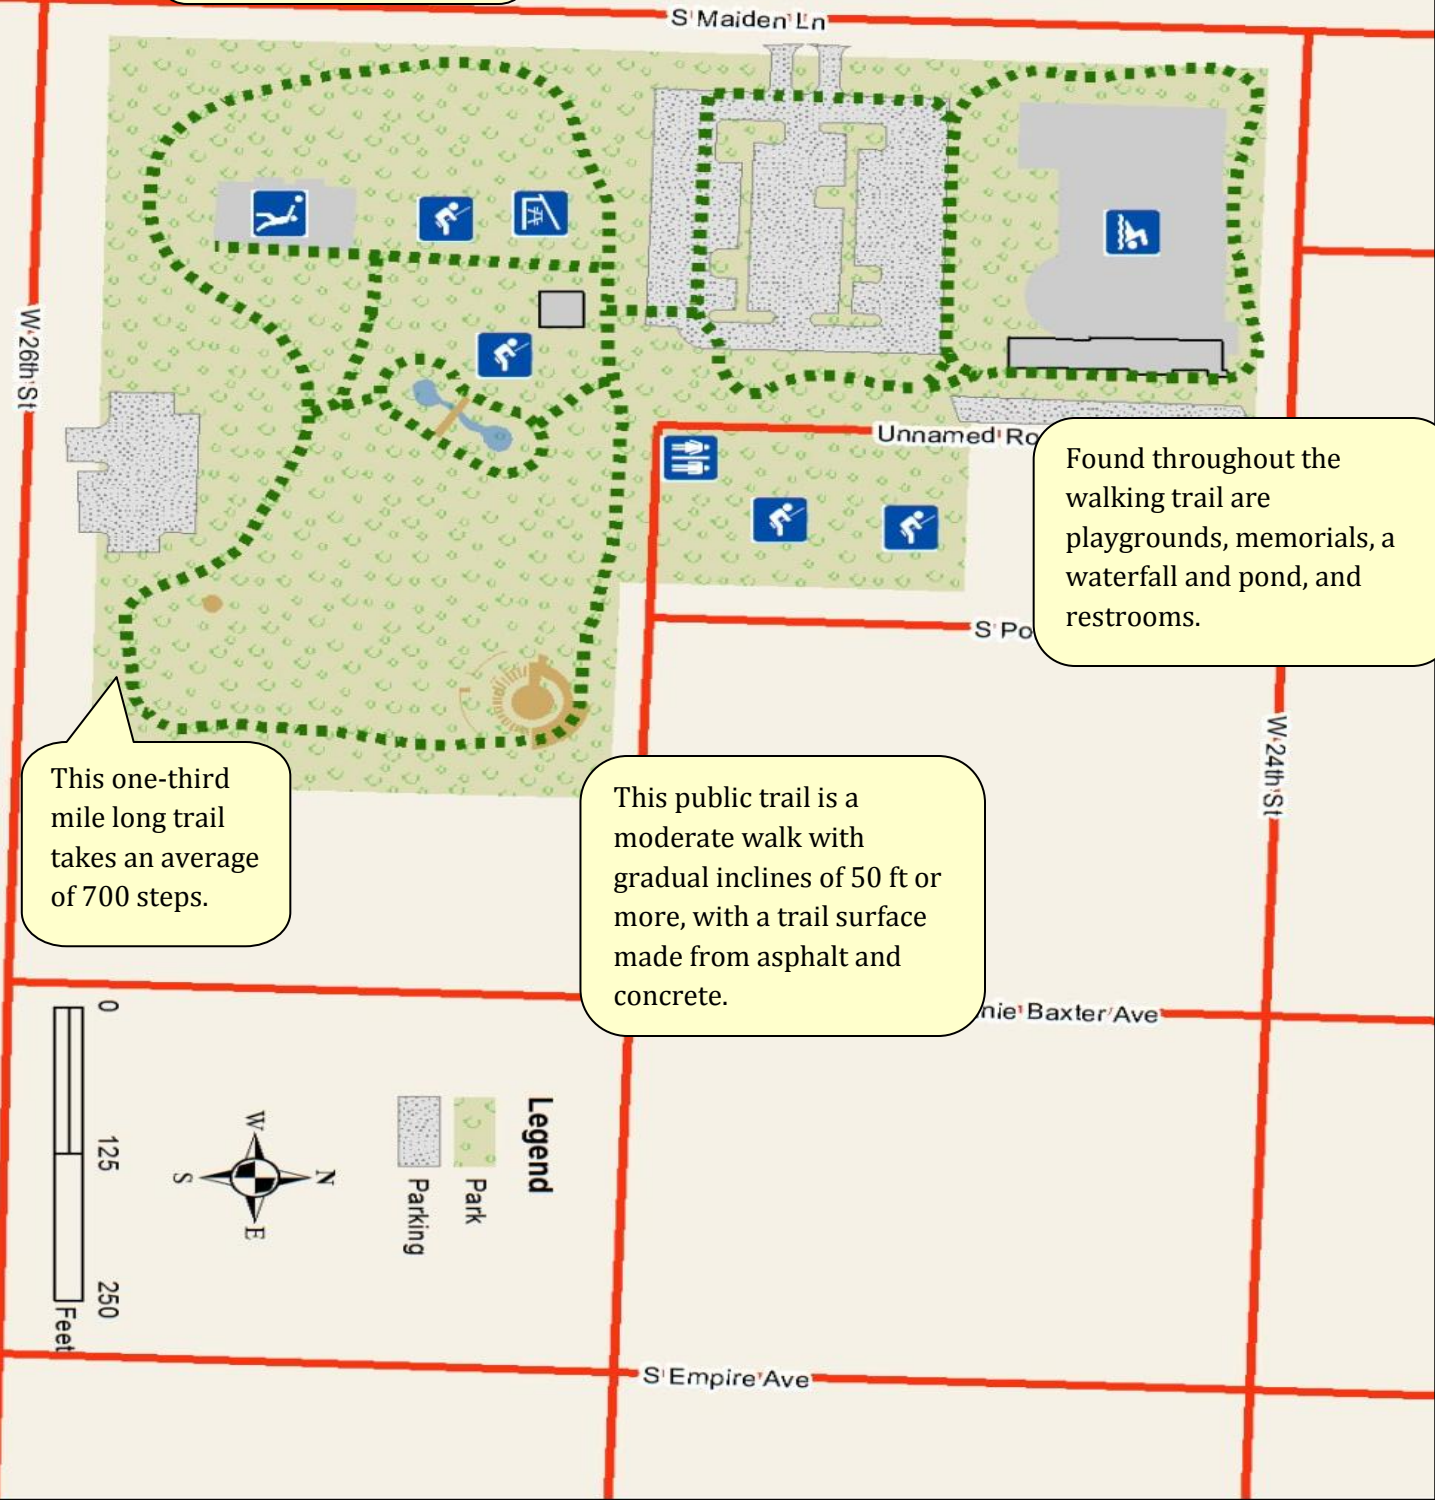 S Maiden Ln
W 26th St
Unnamed Ro
Found throughout the
walking trail are
playgrounds, memorials, a
waterfall and pond, and
restrooms.
S Po
W 24th St
This one-third
mile long trail
takes an average
of 700 steps.
This public trail is a
moderate walk with
gradual inclines of 50 ft or
more, with a trail surface
made from asphalt and
concrete.
nie Baxter Ave
Legend
Park
Parking
N
E
S
W
0 125 250
Feet
S Empire Ave